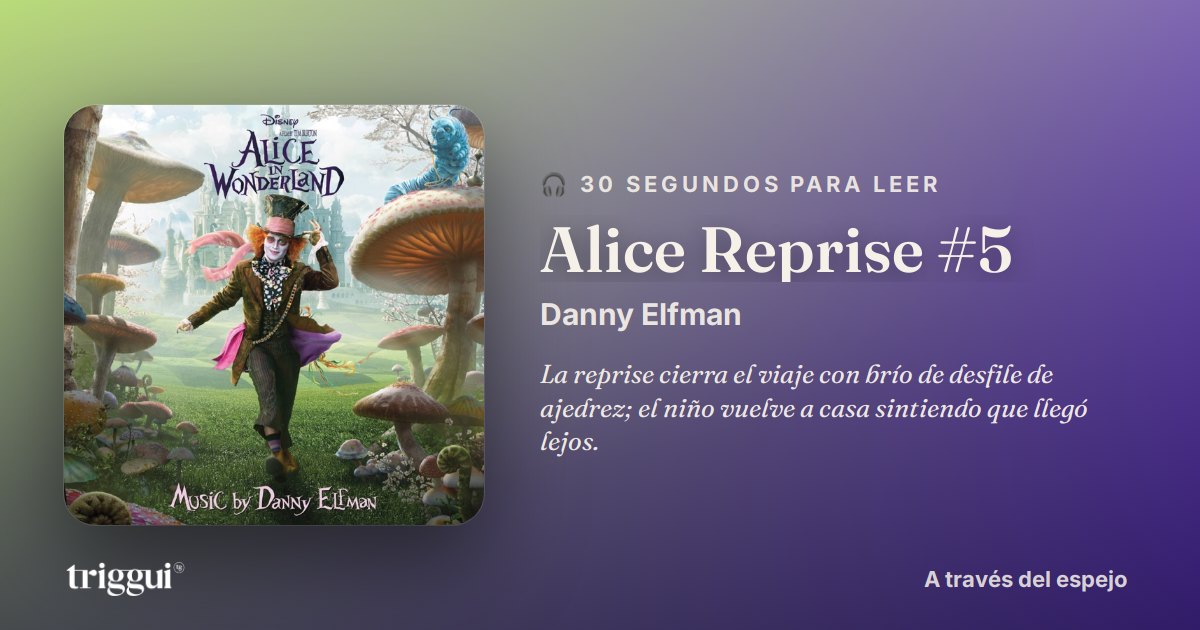 Disney
ALICE
IN
WONDERLAND
MUSIC by DANNY ELFMAN
🎧 30 SEGUNDOS PARA LEER
Alice Reprise #5
Danny Elfman
La reprise cierra el viaje con brío de desfile de
ajedrez; el niño vuelve a casa sintiendo que llegó
lejos.
triggui
A través del espejo